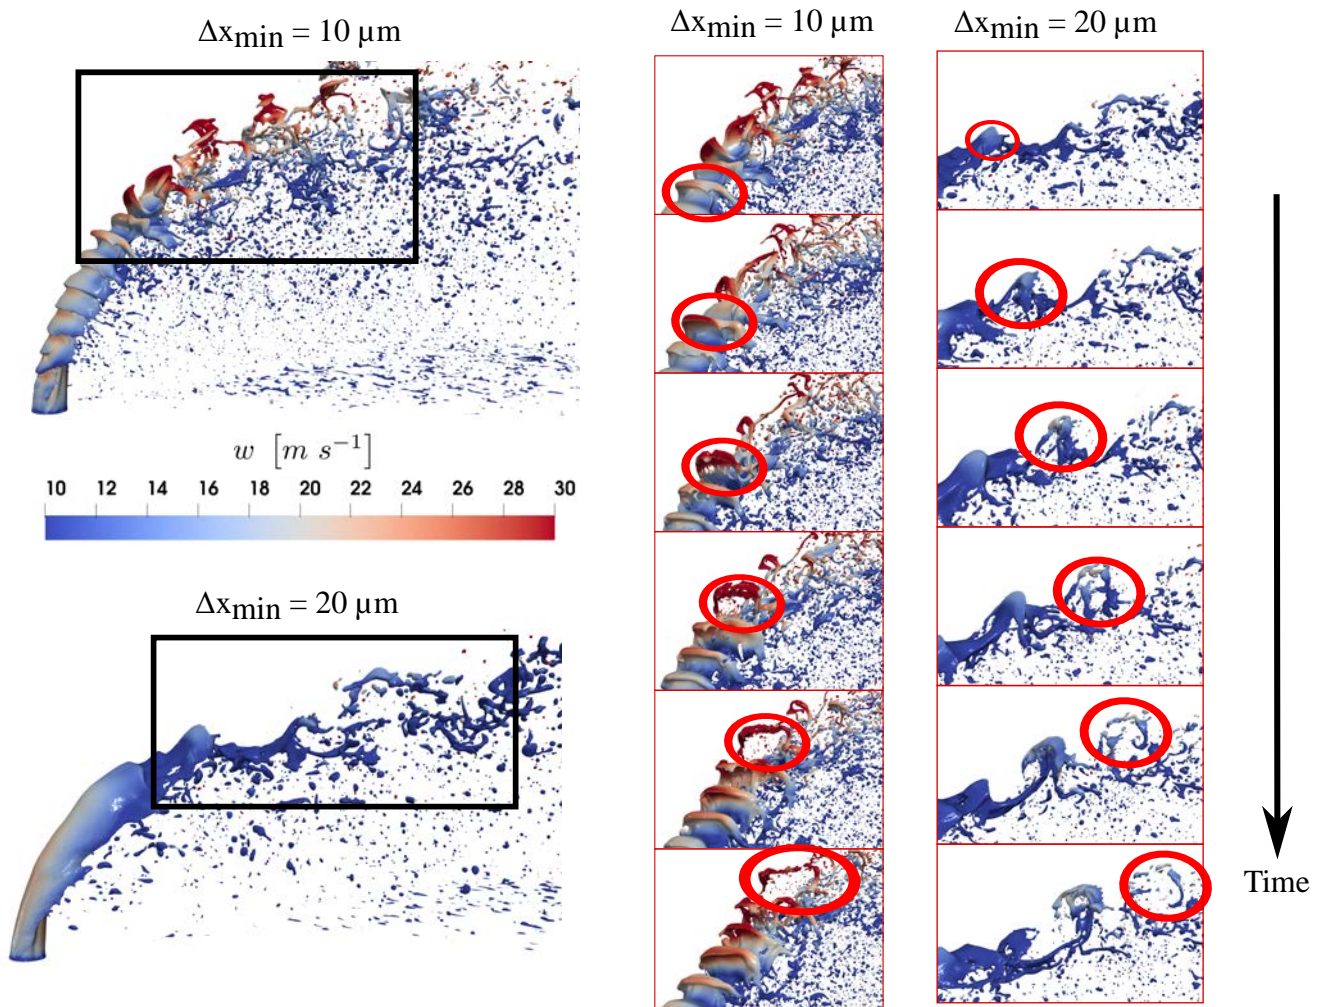 Δxmin = 10 µm
Δxmin = 10 µm
Δxmin = 20 µm
w [m s−1]
10 12 14 16 18 20 22 24 26 28 30
Δxmin = 20 µm
Time